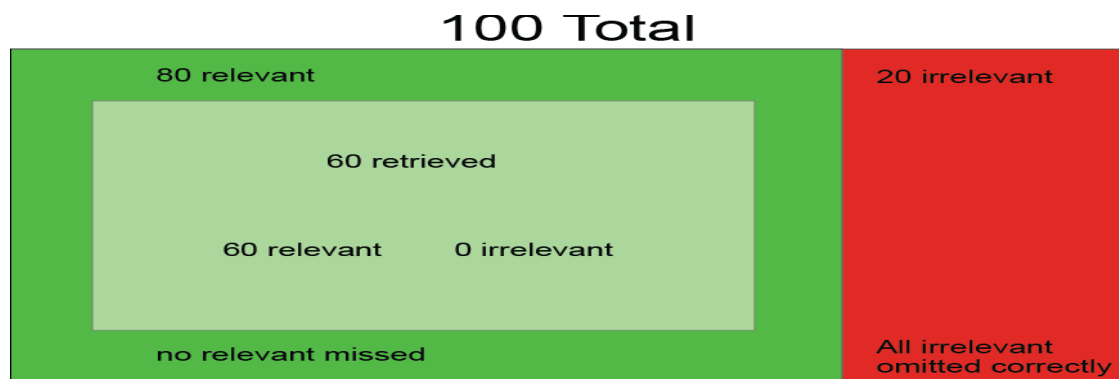 100 Total
80 relevant
20 irrelevant
60 retrieved
60 relevant 0 irrelevant
no relevant missed
All irrelevant
omitted correctly